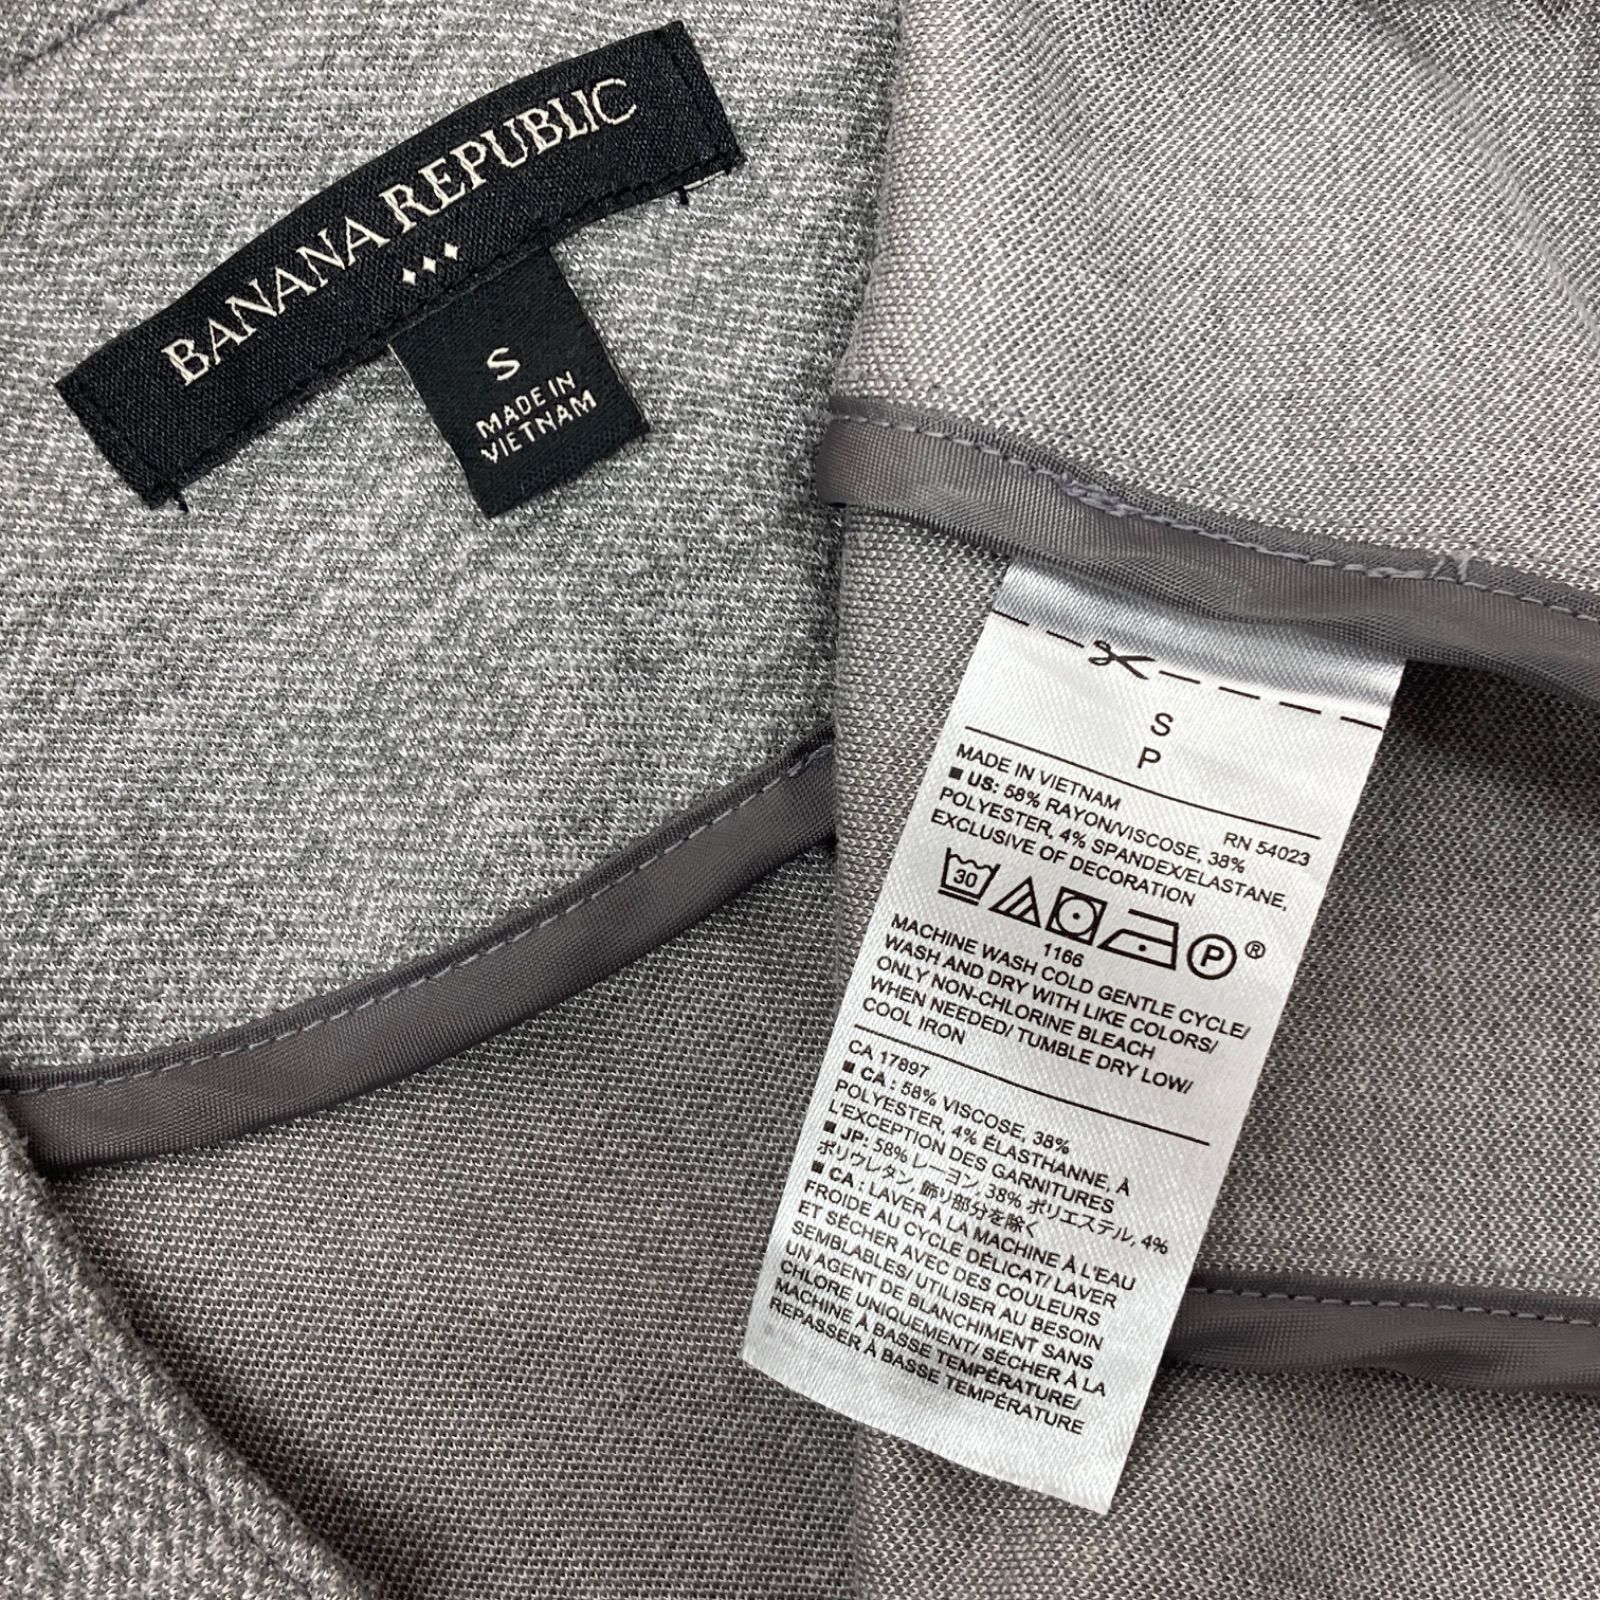 BANANA REPUBLIC
S
MADE IN
VIETNAM
S
P
MADE IN VIETNAM
RN 54023
■ US: 58% RAYON/VISCOSE, 38%
POLYESTER, 4% SPANDEX/ELASTANE,
EXCLUSIVE OF DECORATION
30
P ®
1166
MACHINE WASH COLD GENTLE CYCLE/
WASH AND DRY WITH LIKE COLORS/
ONLY NON-CHLORINE BLEACH
WHEN NEEDED/ TUMBLE DRY LOW/
COOL IRON
CA 17897
■ CA : 58% VISCOSE, 38%
POLYESTER, 4% ÉLASTHANNE, À
L'EXCEPTION DES GARNITURES
■ JP: 58% レーヨン, 38% ポリエステル, 4%
ポリウレタン, 飾り部分を除く
■ CA : LAVER À LA MACHINE À L'EAU
FROIDE AU CYCLE DÉLICAT/ LAVER
ET SÉCHER AVEC DES COULEURS
SEMBLABLES/ UTILISER AU BESOIN
UN AGENT DE BLANCHIMENT SANS
CHLORE UNIQUEMENT/ SÉCHER À LA
MACHINE À BASSE TEMPÉRATURE/
REPASSER À BASSE TEMPÉRATURE